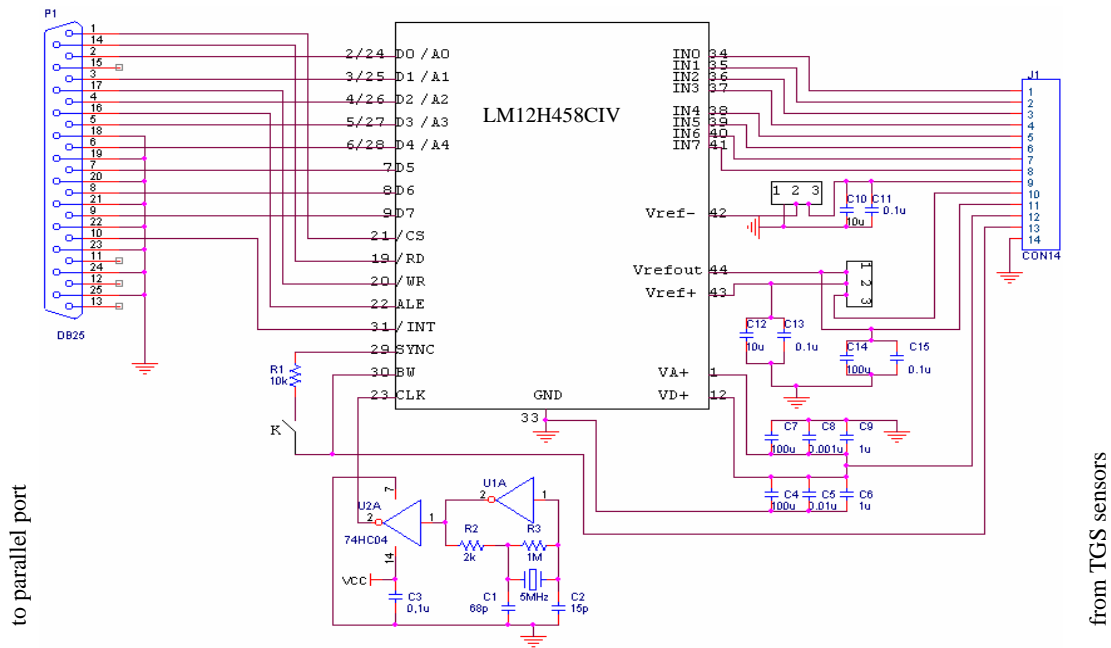 P1
1
14
2
15
3
17
4
16
5
18
6
19
7
20
8
21
9
22
10
23
11
24
12
25
13
DB25
2/24 D0/A0
3/25 D1/A1
4/26 D2/A2
5/27 D3/A3
6/28 D4/A4
7 D5
8 D6
9 D7
21 /CS
19 /RD
20 /WR
22 ALE
31 /INT
29 SYNC
30 BW
23 CLK
LM12H458CIV
IN0 34
IN1 35
IN2 36
IN3 37
IN4 38
IN5 39
IN6 40
IN7 41
Vref- 42
Vrefout 44
Vref+ 43
VA+ 1
VD+ 12
GND
33
J1
1
2
3
4
5
6
7
8
9
10
11
12
13
14
CON14
1 2 3
C10 C11
10u 0.1u
1
2
3
C12 C13
10u 0.1u
C14 C15
100u 0.1u
C7 C8 C9
100u 0.001u 1u
C4 C5 C6
100u 0.01u 1u
R1
10k
K
7
U2A
2 1
74HC04
14
VCC
C3
0,1u
U1A
2 1
R2 R3
2k 1M
5MHz
C1 C2
68p 15p
to parallel port
from TGS sensors